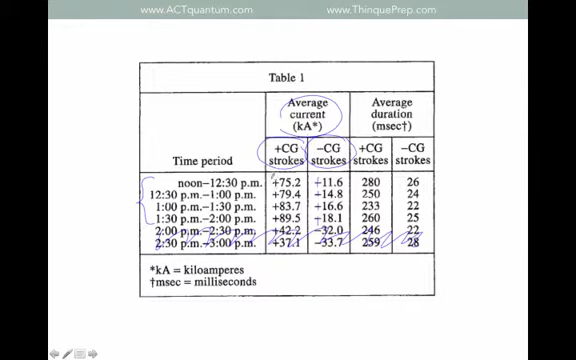 www.ACTquantum.com www.ThinquePrep.com
Table 1
Average current (kA*) Average duration (msec†)
Time period +CG strokes −CG strokes +CG strokes −CG strokes
noon–12:30 p.m. +75.2 −11.6 280 26
12:30 p.m.–1:00 p.m. +79.4 −14.8 250 24
1:00 p.m.–1:30 p.m. +83.7 −16.6 233 22
1:30 p.m.–2:00 p.m. +89.5 −18.1 260 25
2:00 p.m.–2:30 p.m. +42.2 −32.0 246 22
2:30 p.m.–3:00 p.m. +37.1 −33.7 259 28
*kA = kiloamperes
†msec = milliseconds